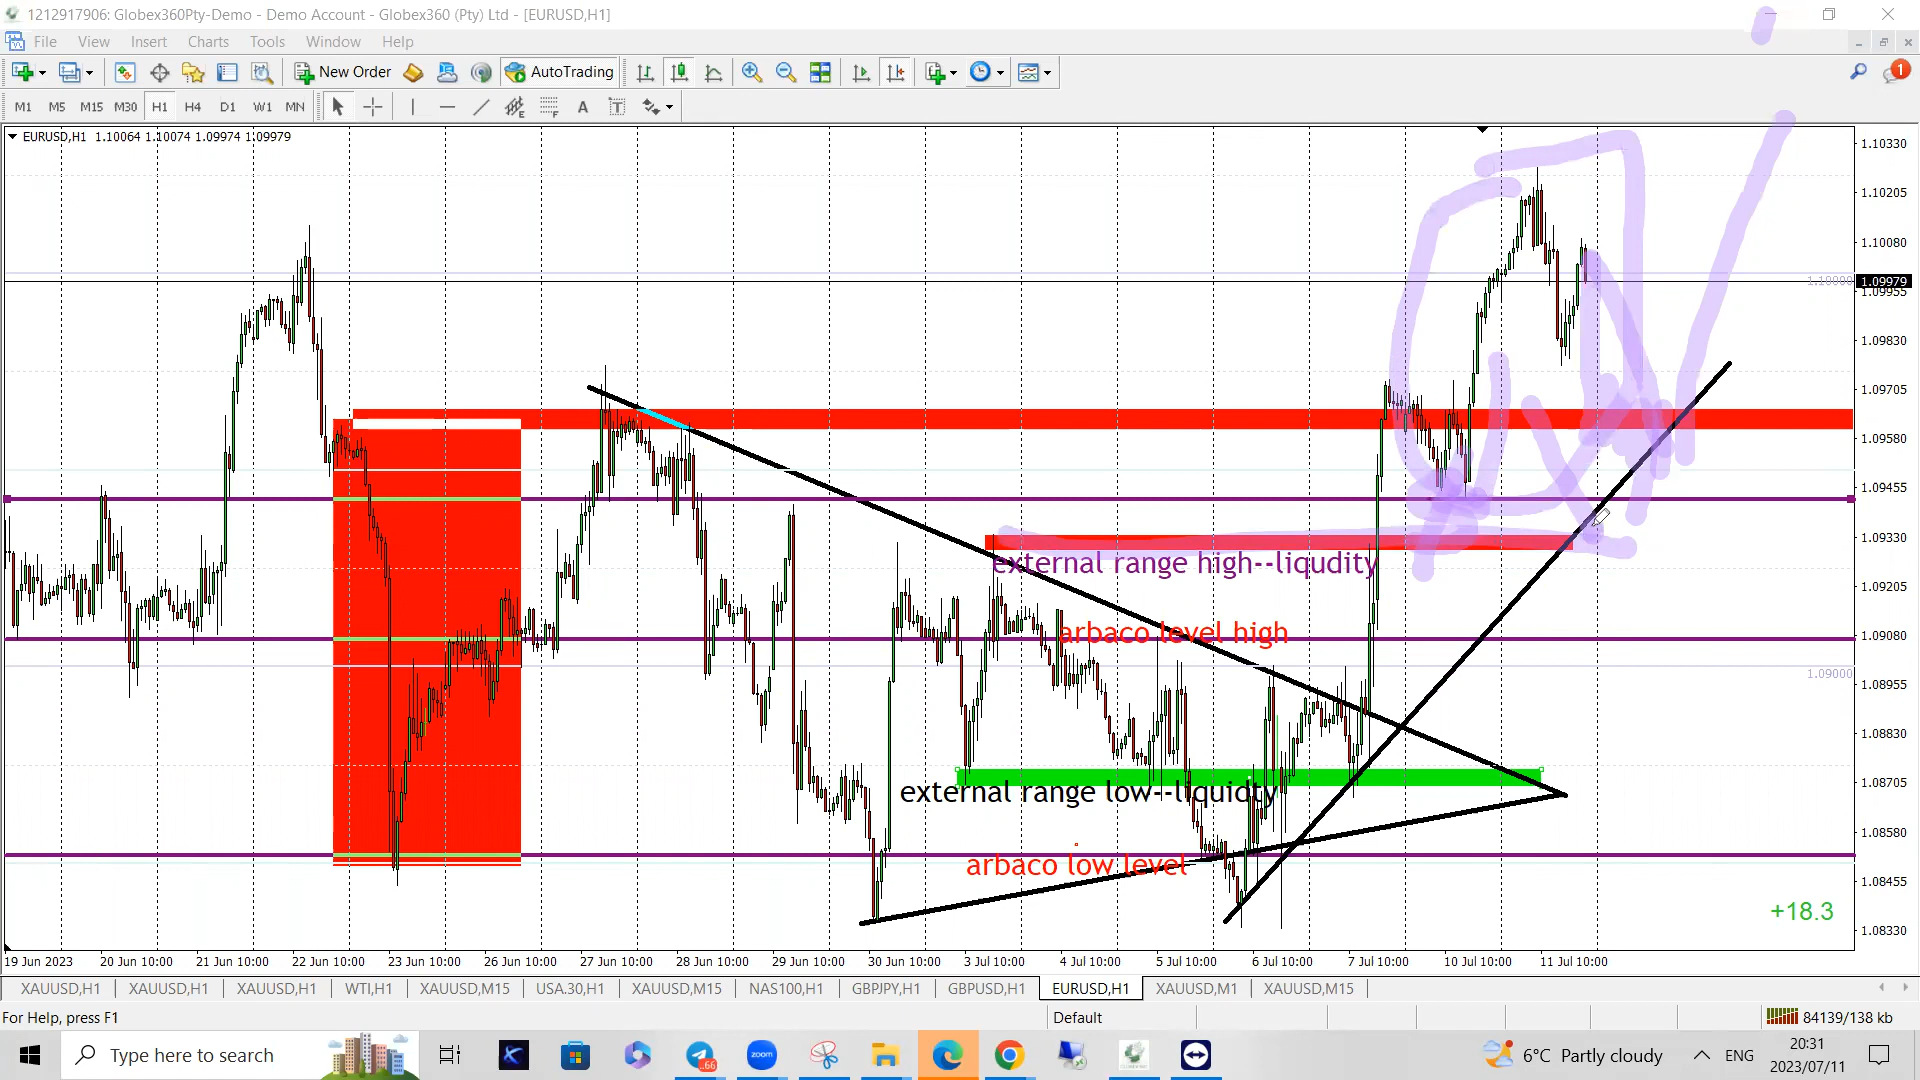 1212917906: Globex360Pty-Demo - Demo Account - Globex360 (Pty) Ltd - [EURUSD,H1]
File View Insert Charts Tools Window Help
New Order AutoTrading 1
M1 M5 M15 M30 H1 H4 D1 W1 MN E F A T
EURUSD,H1 1.10064 1.10074 1.09974 1.09979
1.10330
1.10205
1.10080
1.10000 1.09979
1.09955
1.09830
1.09705
1.09580
1.09455
1.09330
external range high--liqudity
1.09205
arbaco level high
1.09080
1.09000
1.08955
1.08830
1.08705
external range low--liquidty
1.08580
arbaco low level
1.08455
+18.3
1.08330
19 Jun 2023 20 Jun 10:00 21 Jun 10:00 22 Jun 10:00 23 Jun 10:00 26 Jun 10:00 27 Jun 10:00 28 Jun 10:00 29 Jun 10:00 30 Jun 10:00 3 Jul 10:00 4 Jul 10:00 5 Jul 10:00 6 Jul 10:00 7 Jul 10:00 10 Jul 10:00 11 Jul 10:00
XAUUSD,H1 XAUUSD,H1 XAUUSD,H1 WTI,H1 XAUUSD,M15 USA.30,H1 XAUUSD,M15 NAS100,H1 GBPJPY,H1 GBPUSD,H1 EURUSD,H1 XAUUSD,M1 XAUUSD,M15
For Help, press F1 Default 84139/138 kb
Type here to search 66 zoom 6°C Partly cloudy ENG 20:31
2023/07/11